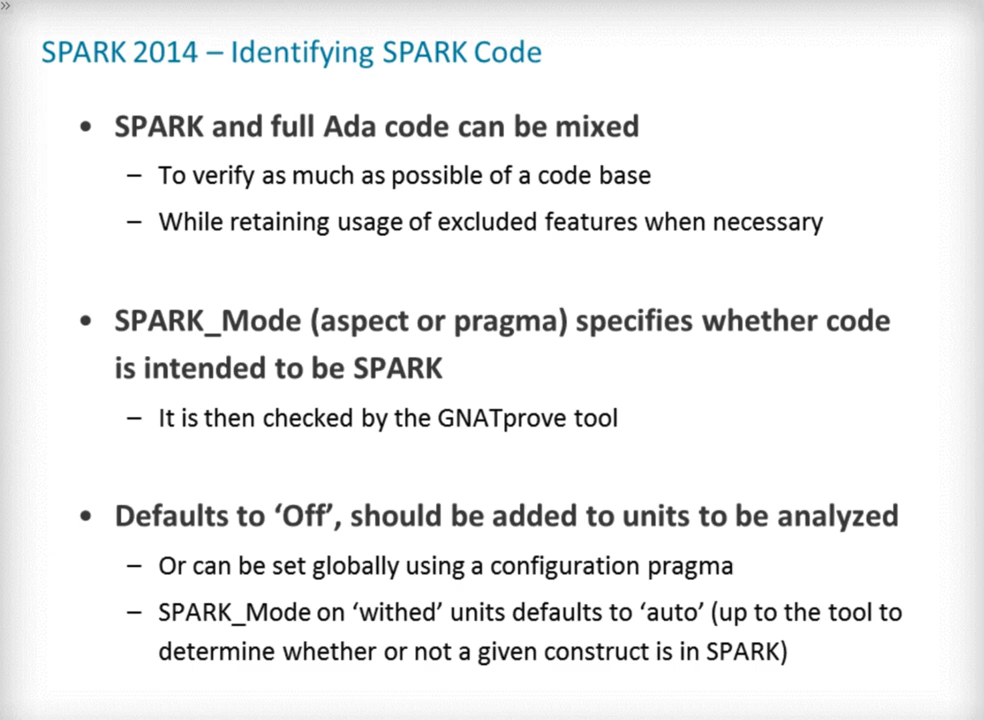 »
SPARK 2014 – Identifying SPARK Code
• SPARK and full Ada code can be mixed
– To verify as much as possible of a code base
– While retaining usage of excluded features when necessary
• SPARK_Mode (aspect or pragma) specifies whether code
is intended to be SPARK
– It is then checked by the GNATprove tool
• Defaults to ‘Off’, should be added to units to be analyzed
– Or can be set globally using a configuration pragma
– SPARK_Mode on ‘withed’ units defaults to ‘auto’ (up to the tool to
determine whether or not a given construct is in SPARK)